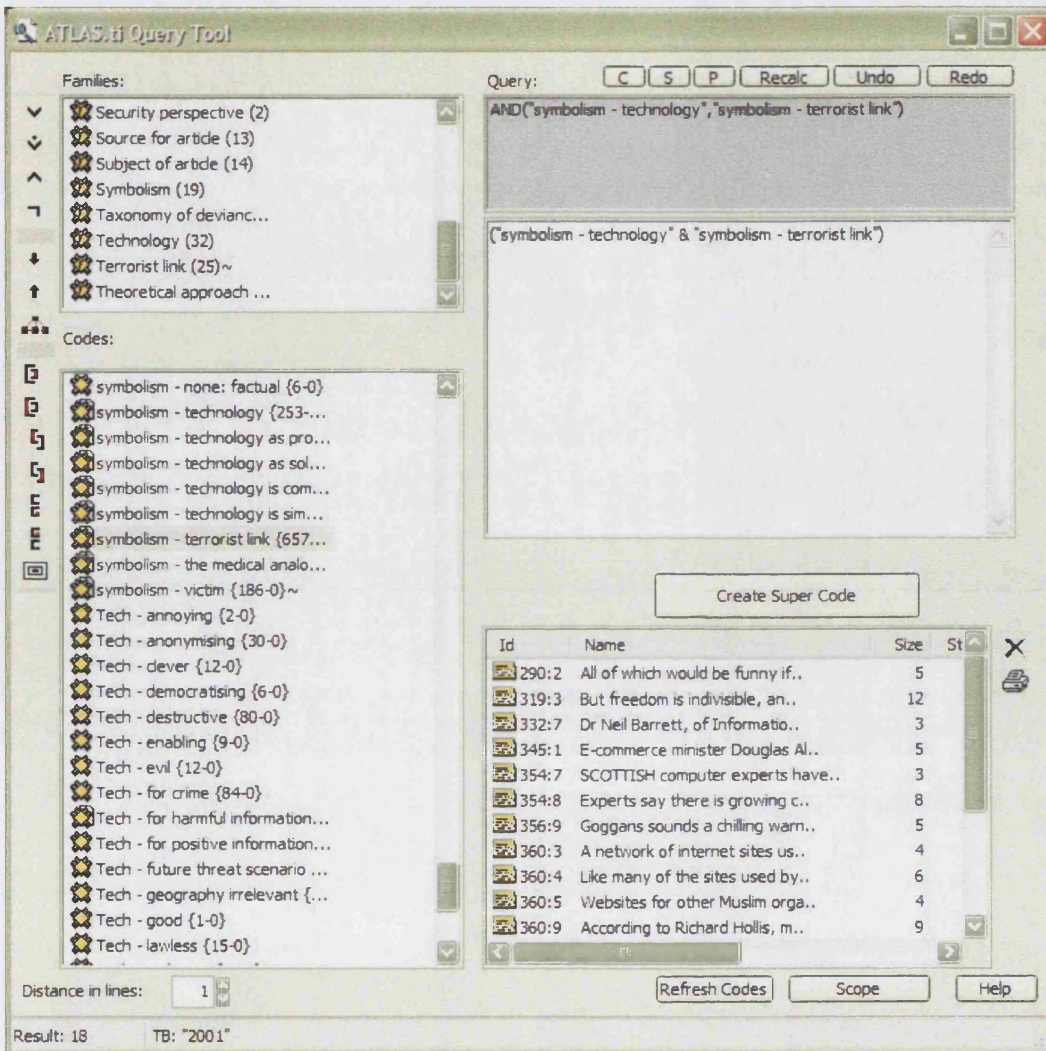 ATLAS.ti Query Tool
Families:
Security perspective (2)
Source for article (13)
Subject of article (14)
Symbolism (19)
Taxonomy of devianc...
Technology (32)
Terrorist link (25)~
Theoretical approach ...
Codes:
symbolism - none: factual {6-0}
symbolism - technology {253-...
symbolism - technology as pro...
symbolism - technology as sol...
symbolism - technology is com...
symbolism - technology is sim...
symbolism - terrorist link {657...
symbolism - the medical analo...
symbolism - victim {186-0}~
Tech - annoying {2-0}
Tech - anonymising {30-0}
Tech - clever {12-0}
Tech - democratising {6-0}
Tech - destructive {80-0}
Tech - enabling {9-0}
Tech - evil {12-0}
Tech - for crime {84-0}
Tech - for harmful information...
Tech - for positive information...
Tech - future threat scenario ...
Tech - geography irrelevant {...
Tech - good {1-0}
Tech - lawless {15-0}
Distance in lines: 1
Query: C S P Recalc Undo Redo
AND("symbolism - technology","symbolism - terrorist link")
("symbolism - technology" & "symbolism - terrorist link")
Create Super Code
Id Name Size St
290:2 All of which would be funny if.. 5
319:3 But freedom is indivisible, an.. 12
332:7 Dr Neil Barrett, of Informatio.. 3
345:1 E-commerce minister Douglas Al.. 5
354:7 SCOTTISH computer experts have.. 3
354:8 Experts say there is growing c.. 8
356:9 Goggans sounds a chilling warn.. 5
360:3 A network of internet sites us.. 4
360:4 Like many of the sites used by.. 6
360:5 Websites for other Muslim orga.. 4
360:9 According to Richard Hollis, m.. 9
Refresh Codes Scope Help
Result: 18 TB: "2001"